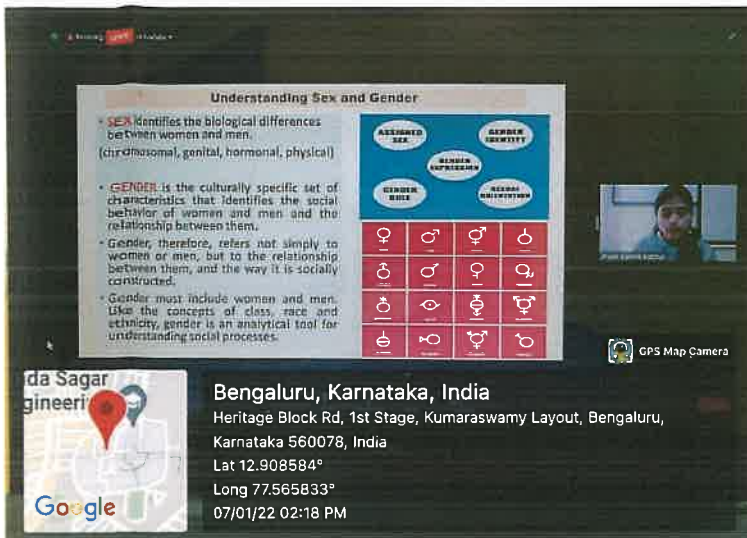 Understanding Sex and Gender
• SEX identifies the biological differences
between women and men.
(chromosomal, genital, hormonal, physical)
• GENDER is the culturally specific set of
characteristics that identifies the social
behavior of women and men and the
relationship between them.
• Gender, therefore, refers not simply to
women or men, but to the relationship
between them, and the way it is socially
constructed.
• Gender must include women and men.
Like the concepts of class, race and
ethnicity, gender is an analytical tool for
understanding social processes.
ASSIGNED
SEX
GENDER
IDENTITY
GENDER
EXPRESSION
GENDER
ROLE
SEXUAL
ORIENTATION
GPS Map Camera
da Sagar
gineeri
Google
Bengaluru, Karnataka, India
Heritage Block Rd, 1st Stage, Kumaraswamy Layout, Bengaluru,
Karnataka 560078, India
Lat 12.908584°
Long 77.565833°
07/01/22 02:18 PM